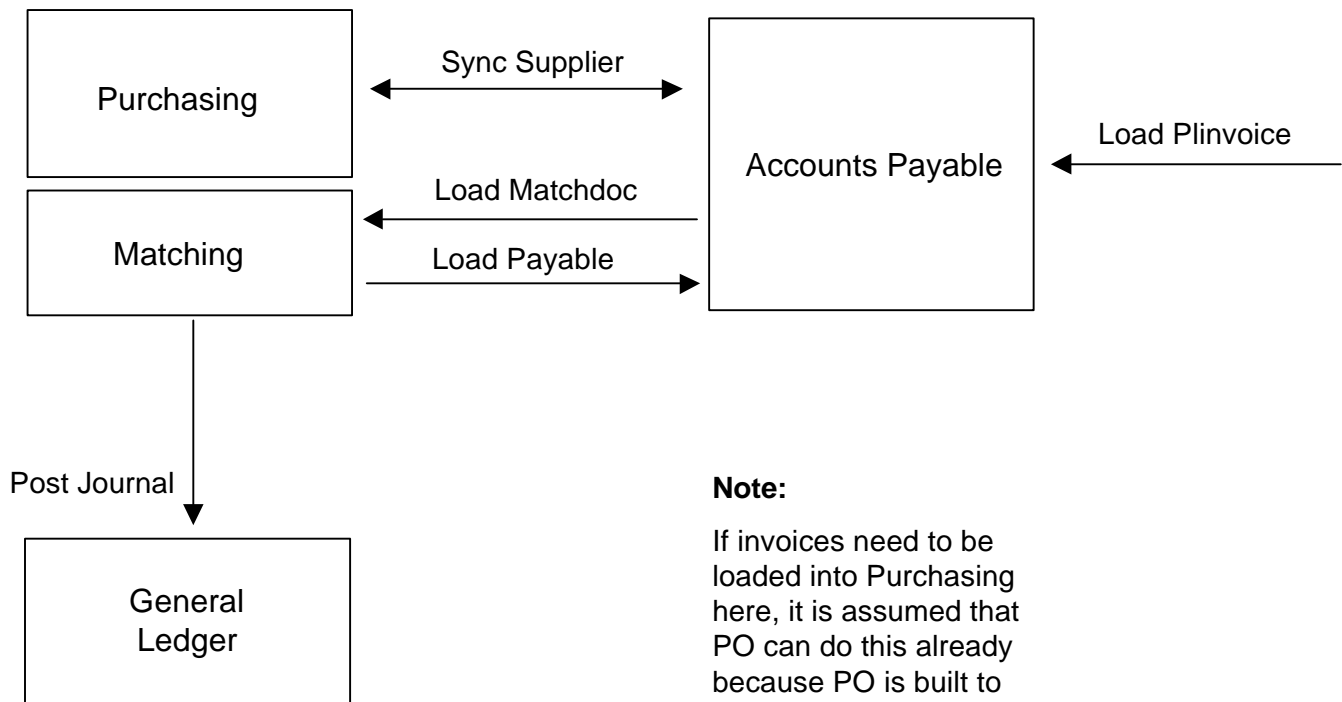 Sync Supplier
Purchasing
Load Plinvoice
Accounts Payable
Load Matchdoc
Matching
Load Payable
Post Journal
Note:
If invoices need to be
loaded into Purchasing
here, it is assumed that
PO can do this already
because PO is built to
General
Ledger